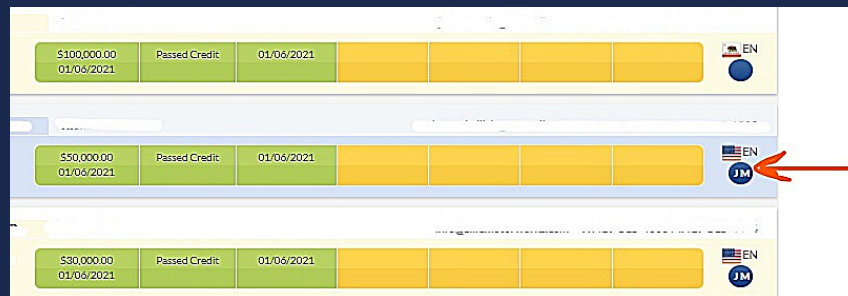 $100,000.00 Passed Credit 01/06/2021 EN
01/06/2021
$50,000.00 Passed Credit 01/06/2021 EN
01/06/2021 JM
$30,000.00 Passed Credit 01/06/2021 EN
01/06/2021 JM